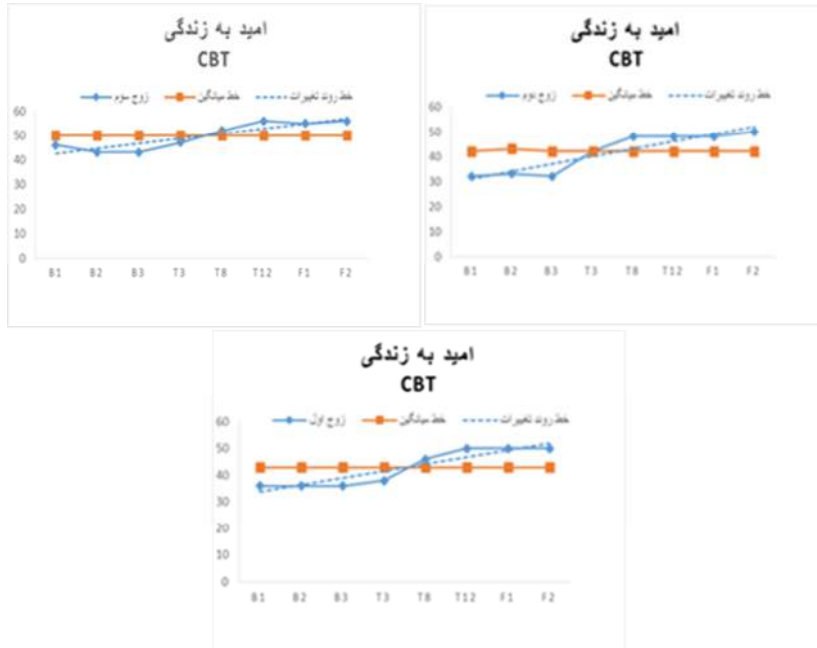 امید به زندگی
CBT
زوج سوم خط میانگین خط روند تغییرات
60
50
40
30
20
10
0
B1 B2 B3 T3 T8 T12 F1 F2
امید به زندگی
CBT
زوج دوم خط میانگین خط روند تغییرات
60
50
40
30
20
10
0
B1 B2 B3 T3 T8 T12 F1 F2
امید به زندگی
CBT
زوج اول خط میانگین خط روند تغییرات
60
50
40
30
20
10
0
B1 B2 B3 T3 T8 T12 F1 F2